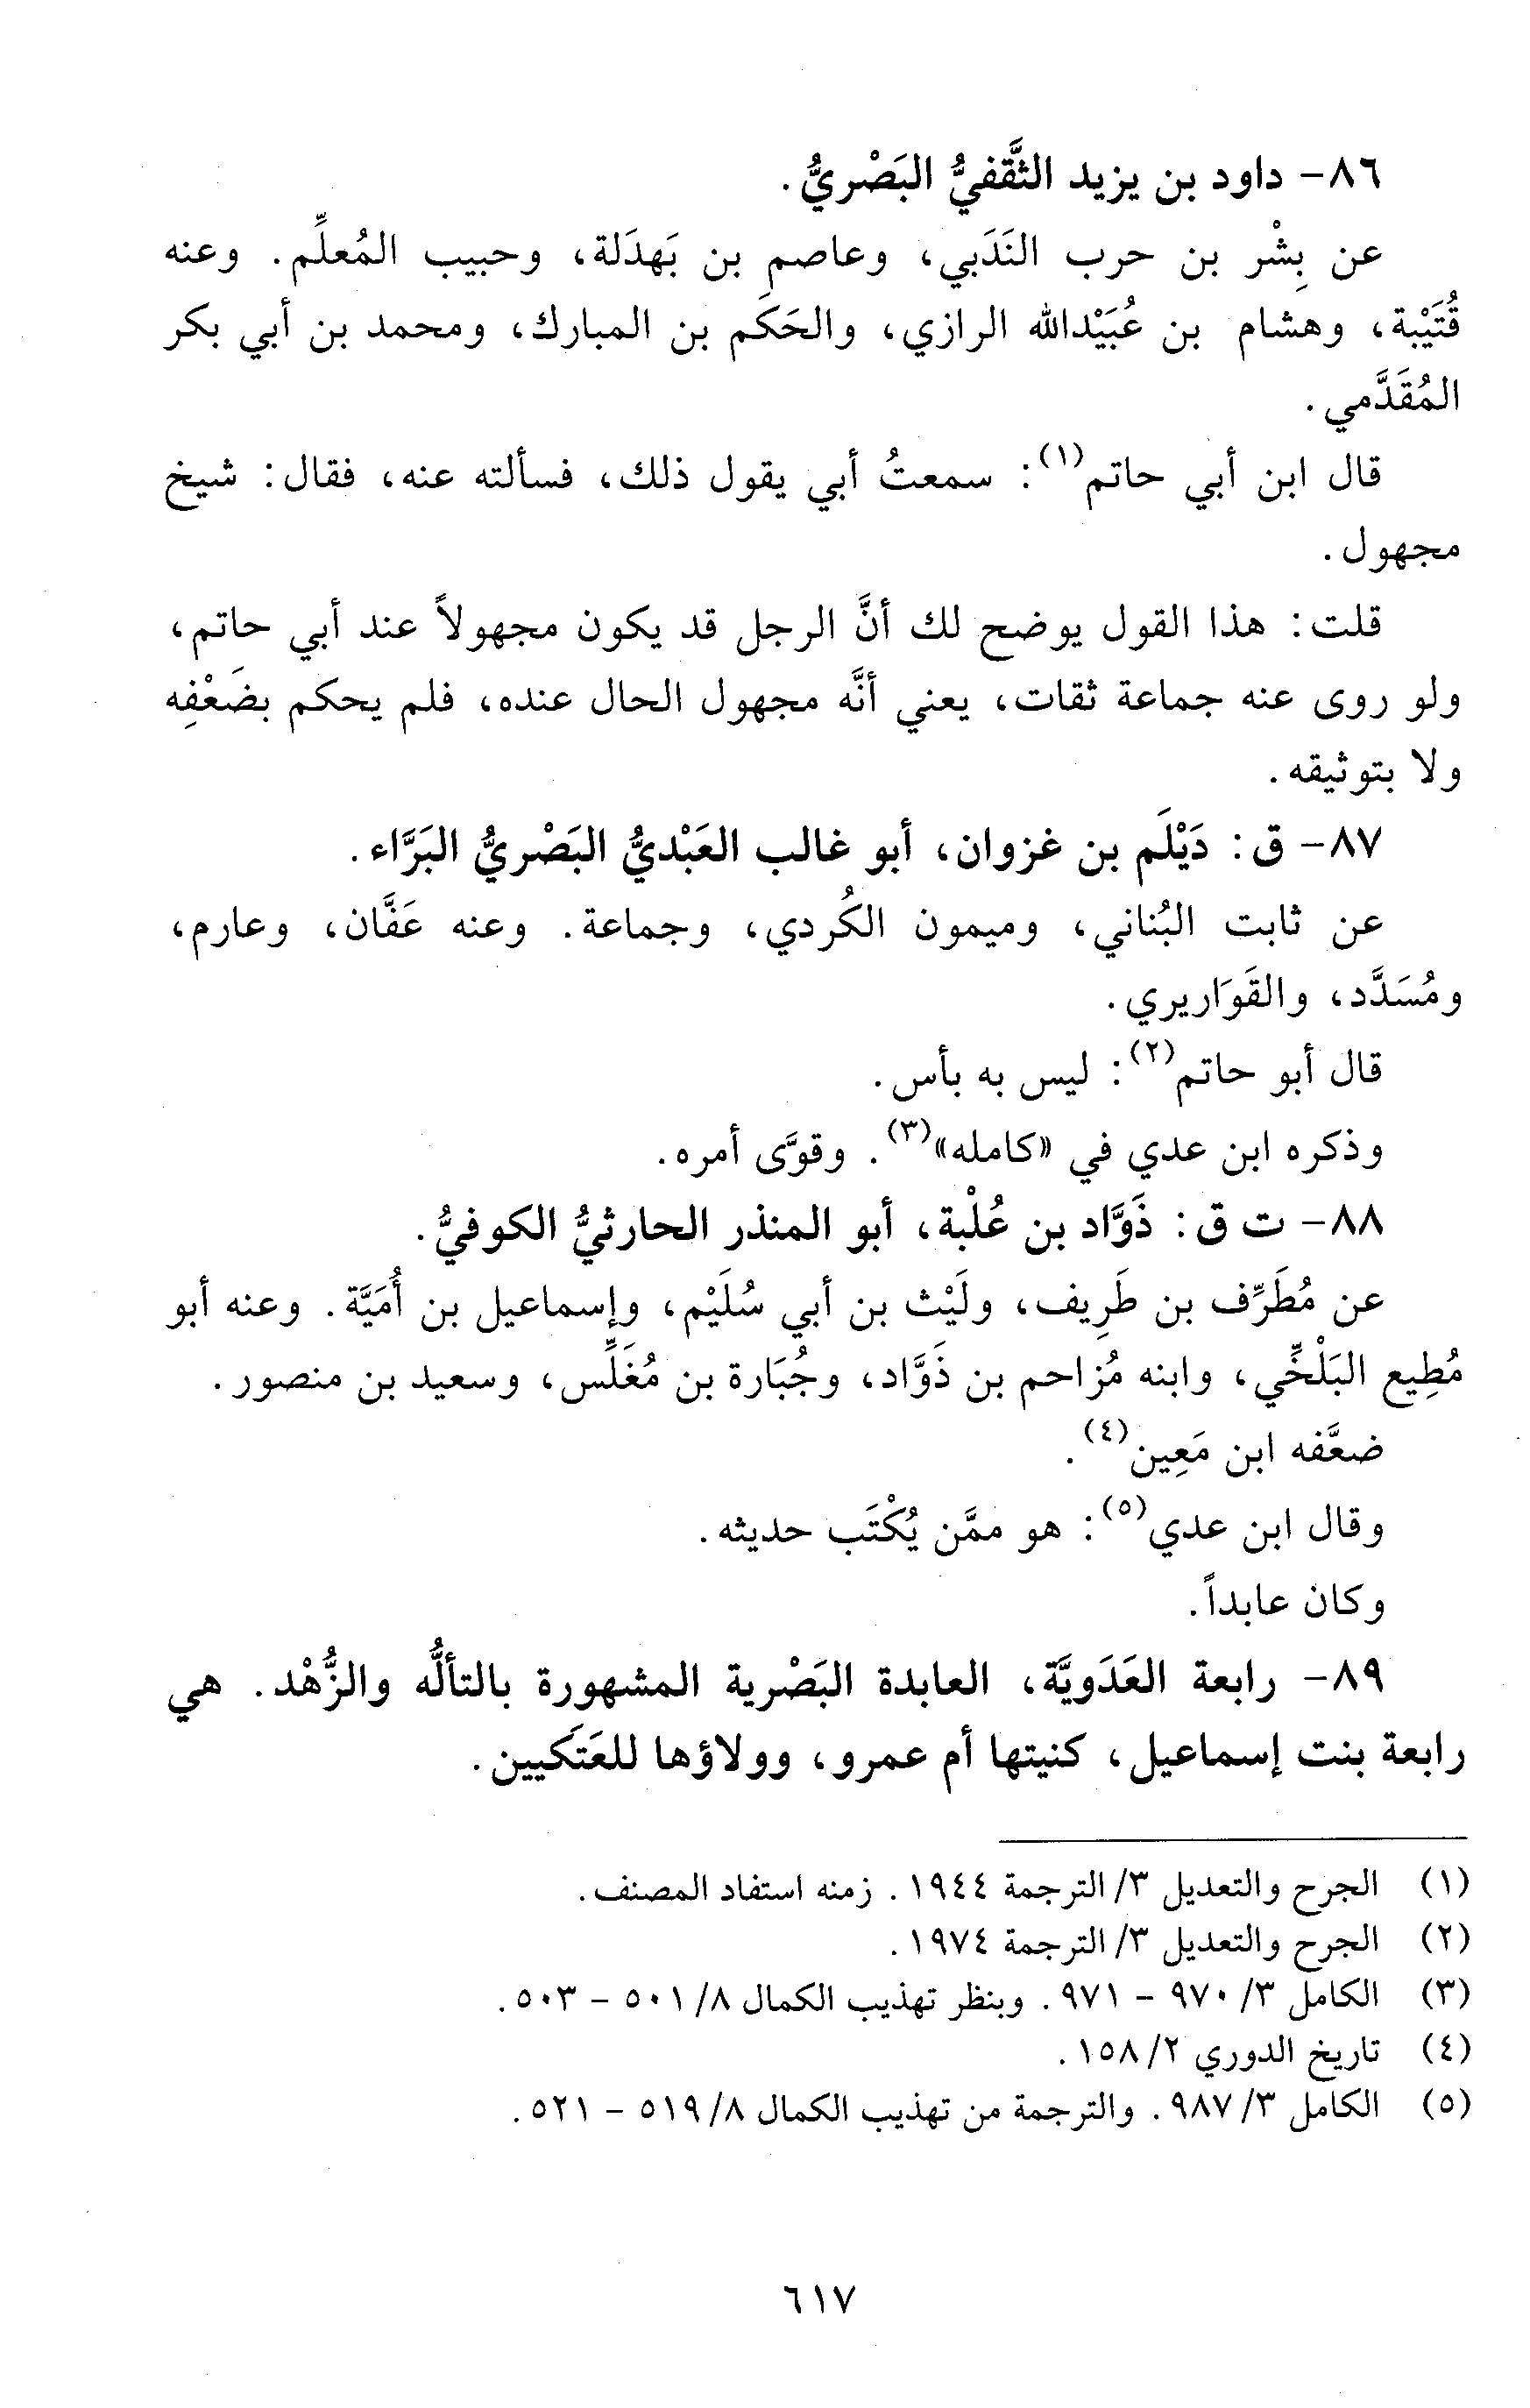 ٨٦- داود بن يزيد الثَّقفيُّ البَصْريُّ.
عن بِشْر بن حرب النَدَبي، وعاصم بن بَهدَلة، وحبيب المُعلِّم. وعنه
قُتَيْبة، وهشام بن عُبَيْدالله الرازي، والحَكَم بن المبارك، ومحمد بن أبي بكر
المُقَدَّمي.
قال ابن أبي حاتم(١): سمعتُ أبي يقول ذلك، فسألته عنه، فقال: شيخ
مجهول.
قلت: هذا القول يوضح لك أنَّ الرجل قد يكون مجهولاً عند أبي حاتم،
ولو روى عنه جماعة ثقات، يعني أنَّه مجهول الحال عنده، فلم يحكم بضَعْفِه
ولا بتوثيقه.
٨٧- ق: دَيْلَم بن غزوان، أبو غالب العَبْديُّ البَصْريُّ البَرَّاء.
عن ثابت البُناني، وميمون الكُردي، وجماعة. وعنه عَفَّان، وعارم،
ومُسَدَّد، والقَوَاريري.
قال أبو حاتم(٢): ليس به بأس.
وذكره ابن عدي في «كامله»(٣). وقوَّى أمره.
٨٨- ت ق: ذَوَّاد بن عُلْبة، أبو المنذر الحارثيُّ الكوفيُّ.
عن مُطَرِّف بن طَرِيف، ولَيْث بن أبي سُلَيْم، وإسماعيل بن أُمَيَّة. وعنه أبو
مُطِيع البَلْخِّي، وابنه مُزاحم بن ذَوَّاد، وجُبَارة بن مُغَلِّس، وسعيد بن منصور.
ضعَّفه ابن مَعِين(٤).
وقال ابن عدي(٥): هو ممَّن يُكْتَب حديثه.
وكان عابداً.
٨٩- رابعة العَدَويَّة، العابدة البَصْرية المشهورة بالتألُّه والزُّهْد. هي
رابعة بنت إسماعيل، كنيتها أم عمرو، وولاؤها للعَتَكيين.
(١) الجرح والتعديل ٣/ الترجمة ١٩٤٤. زمنه استفاد المصنف.
(٢) الجرح والتعديل ٣/ الترجمة ١٩٧٤.
(٣) الكامل ٣/ ٩٧٠ - ٩٧١. وبنظر تهذيب الكمال ٨/ ٥٠١ - ٥٠٣.
(٤) تاريخ الدوري ٢/ ١٥٨.
(٥) الكامل ٣/ ٩٨٧. والترجمة من تهذيب الكمال ٨/ ٥١٩ - ٥٢١.
٦١٧